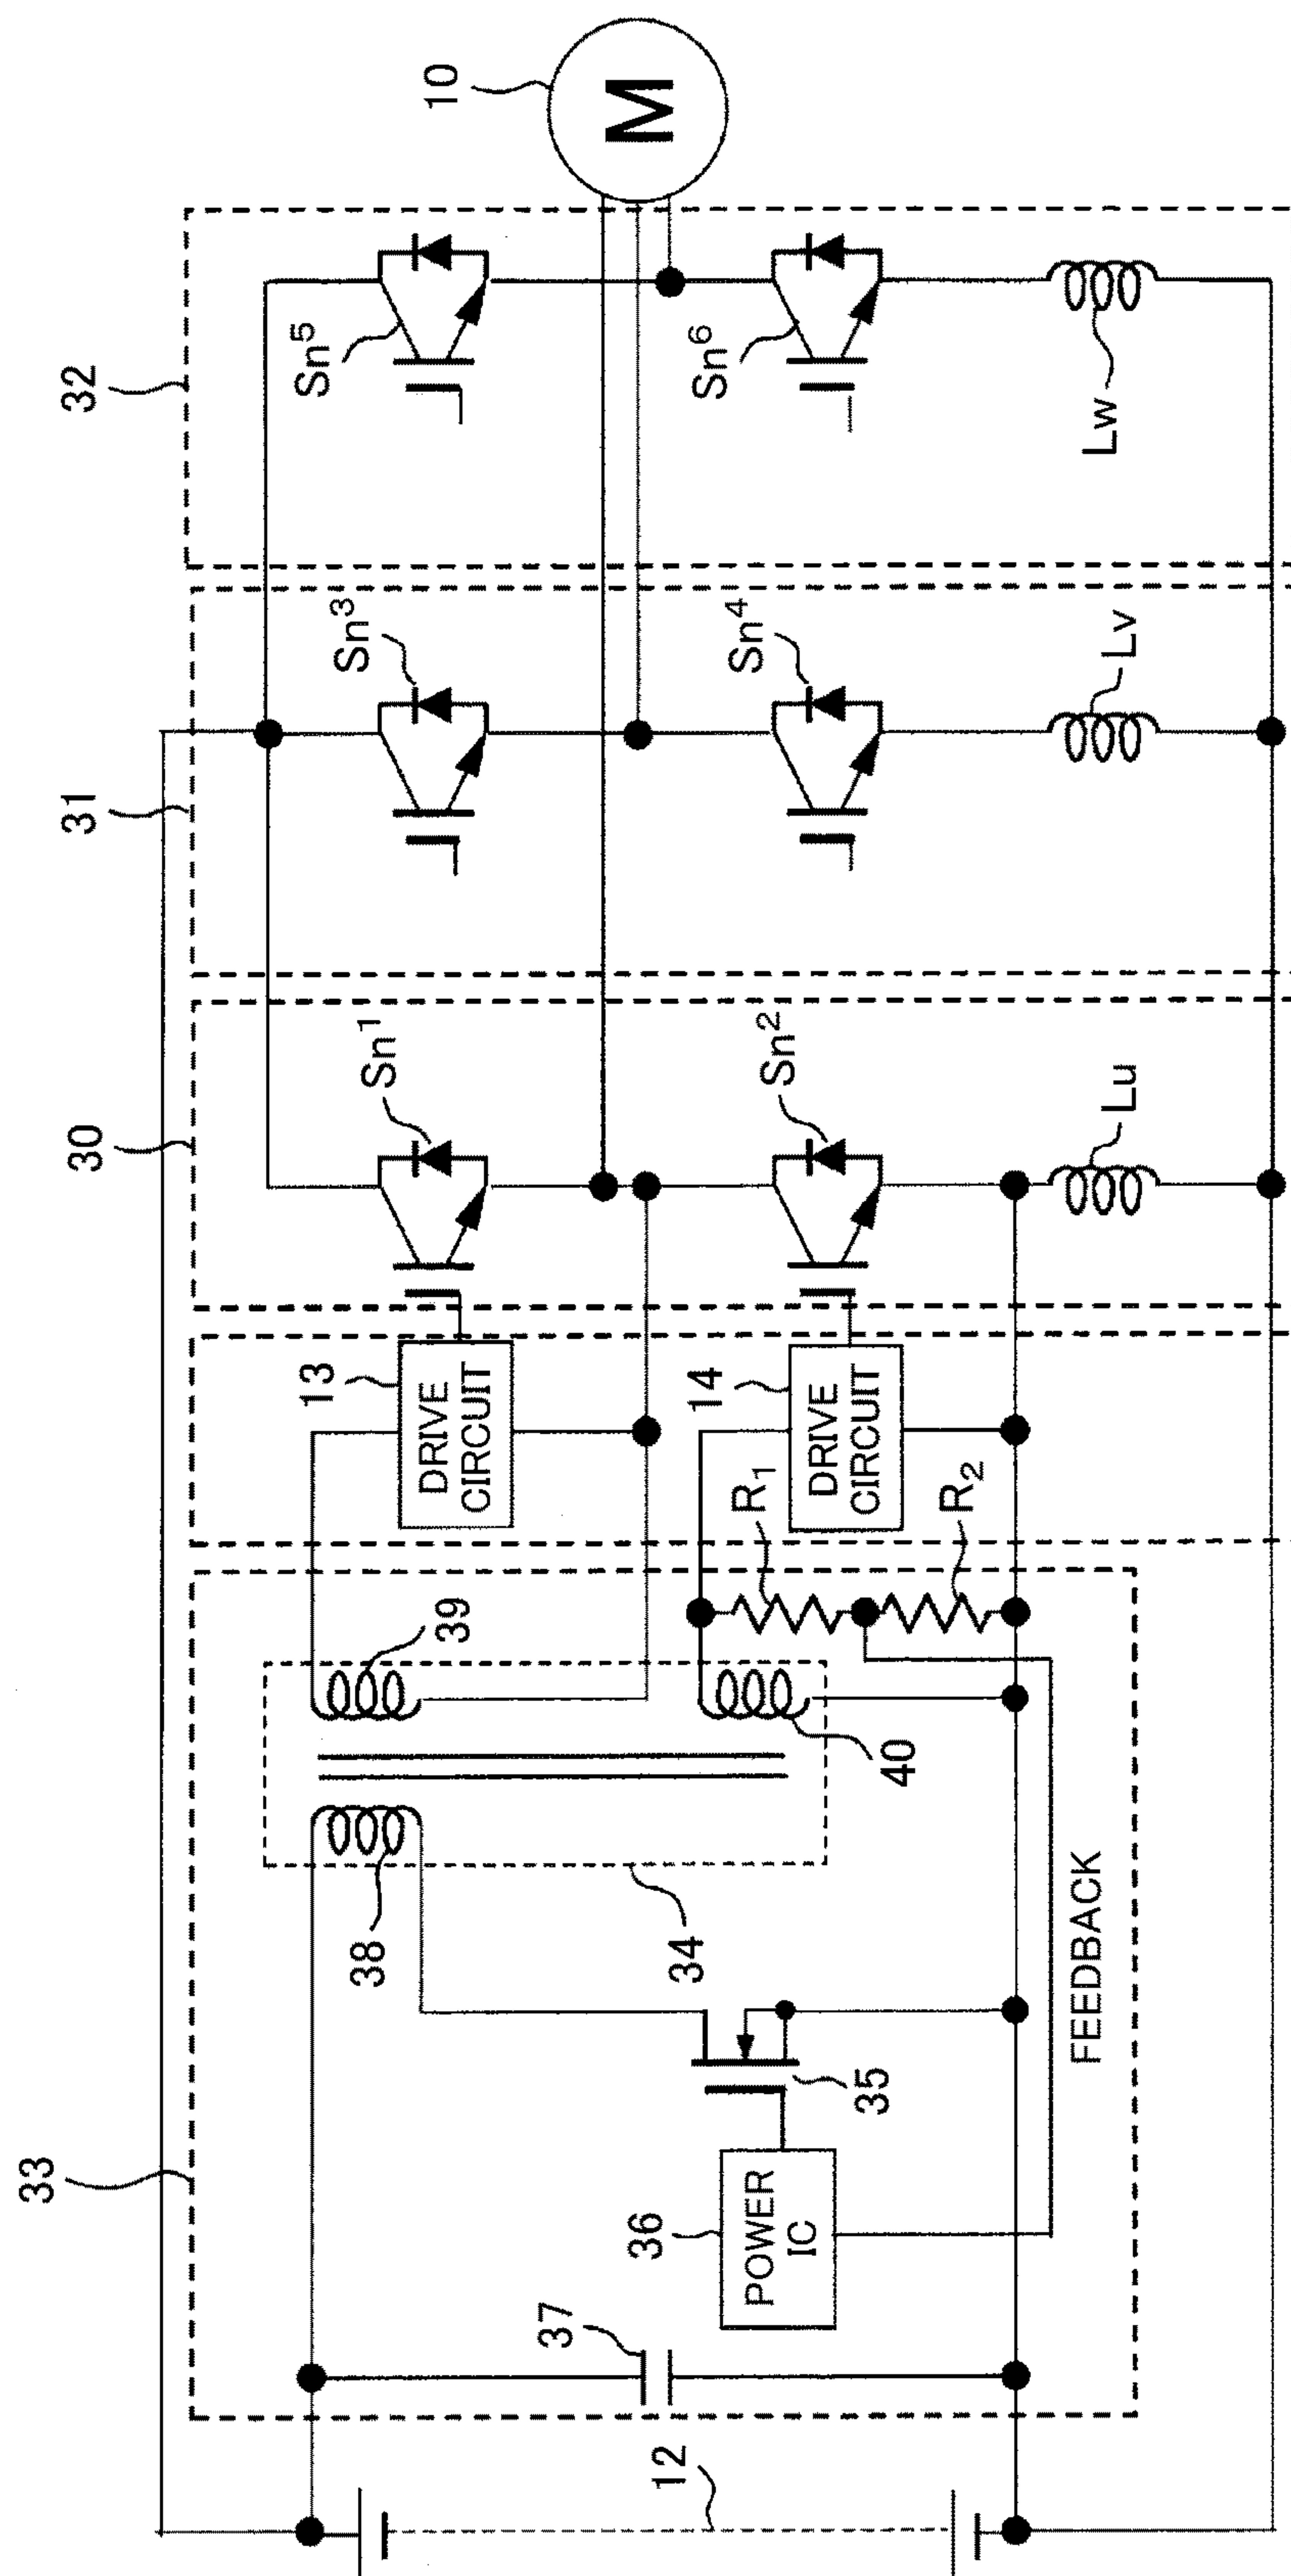 33
31
30
32
10
M
13
DRIVE
CIRCUIT
14
DRIVE
CIRCUIT
Sn1
Sn2
Sn3
Sn4
Sn5
Sn6
Lu
Lv
Lw
R1
R2
39
40
38
34
35
36
POWER
IC
37
12
FEEDBACK